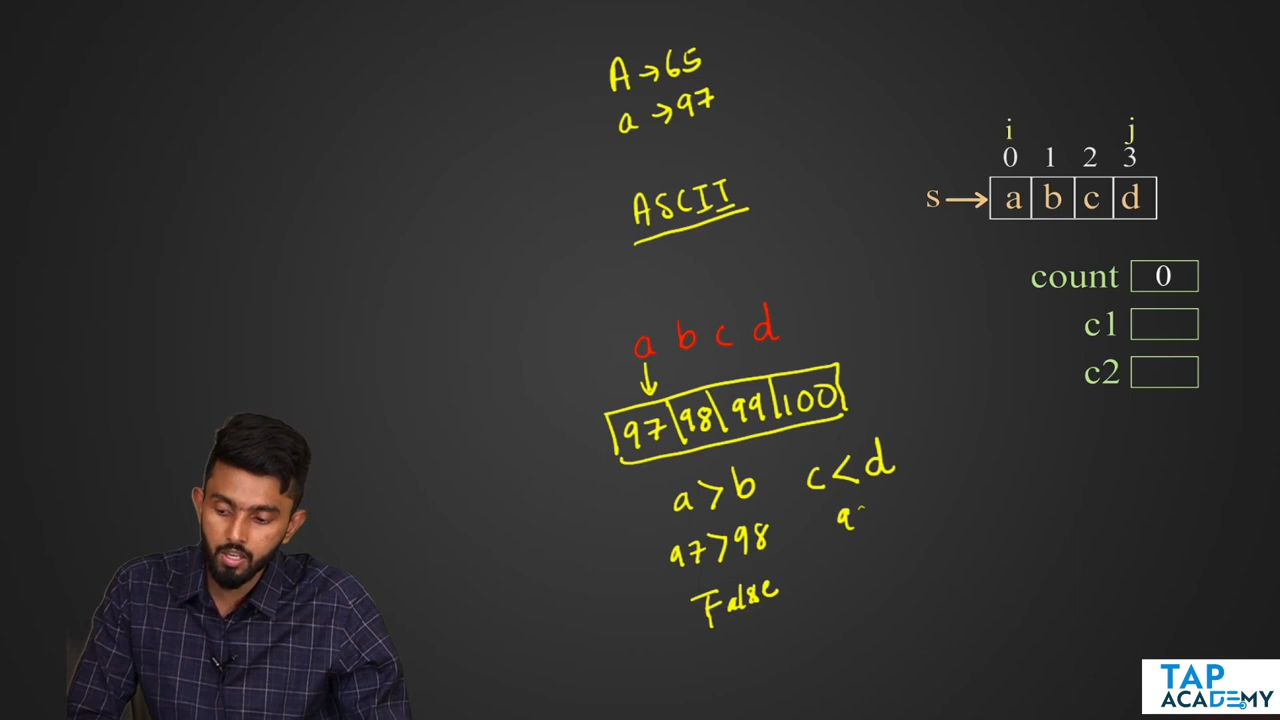 A → 65
a → 97
ASCII
a b c d
97 98 99 100
a > b
97 > 98
False
c < d
9
i j
0 1 2 3
s → a b c d
count 0
c1
c2
TAP
ACADEMY